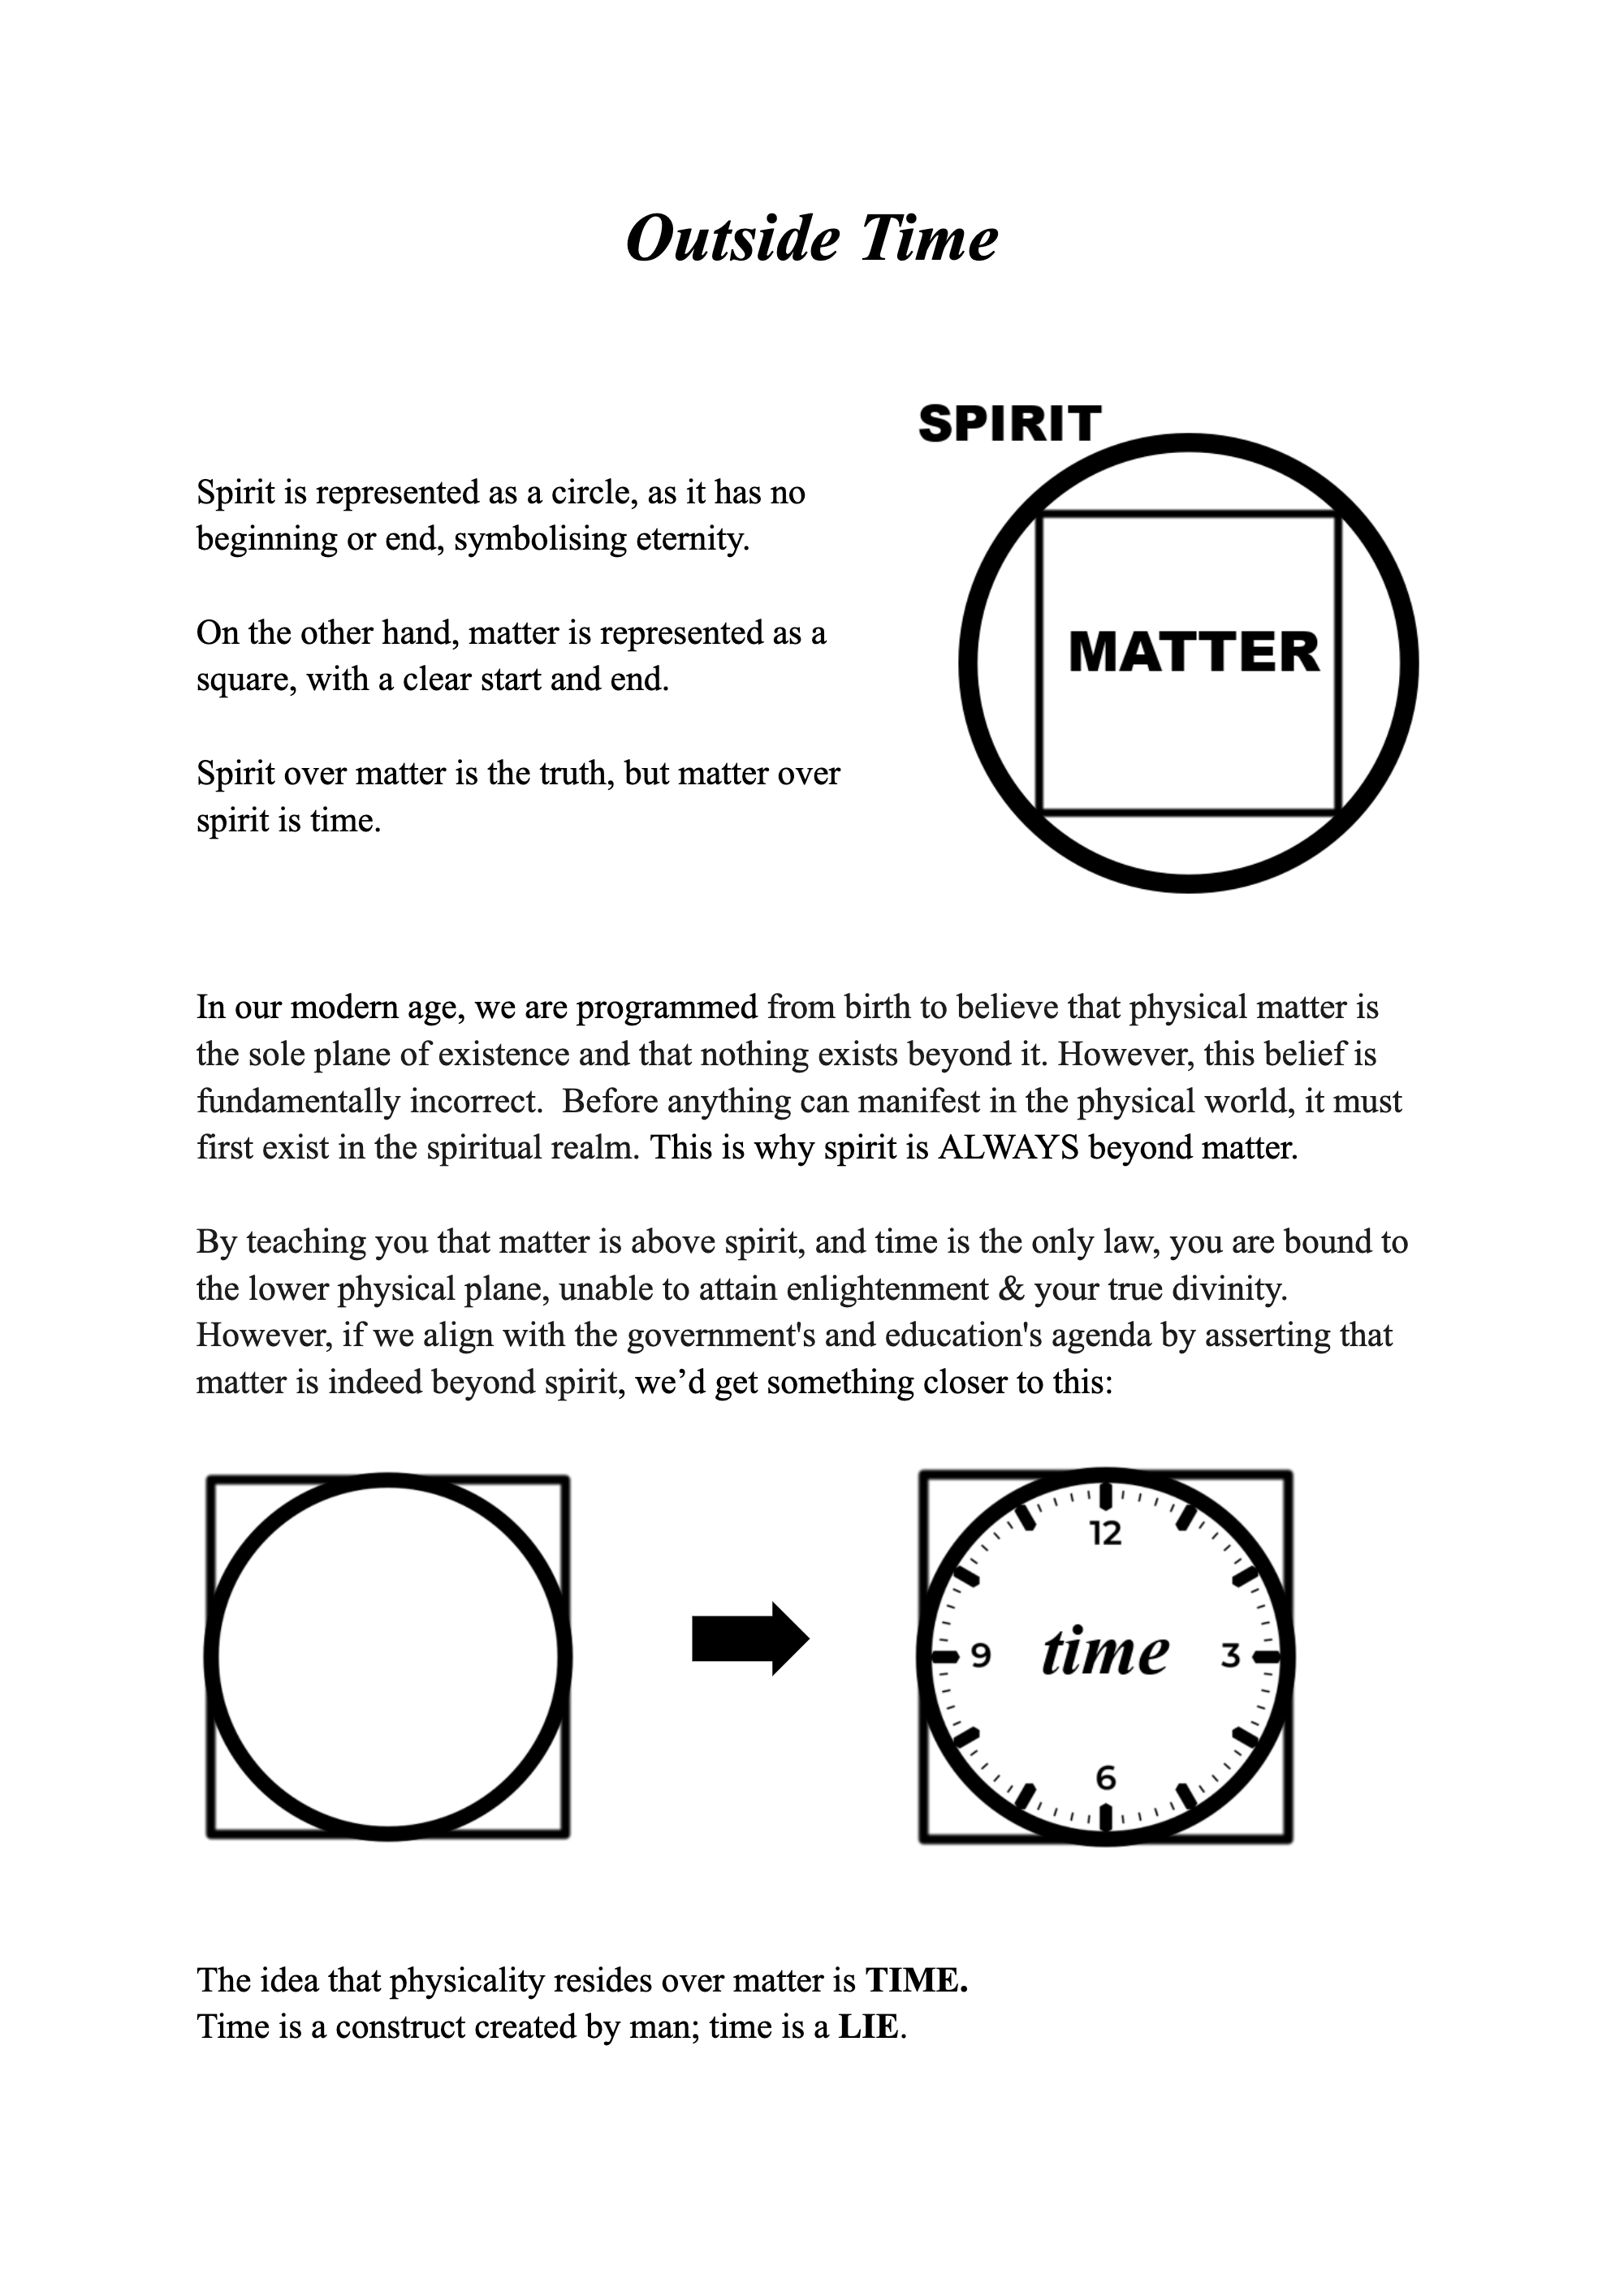 Outside Time
SPIRIT
Spirit is represented as a circle, as it has no
beginning or end, symbolising eternity.
On the other hand, matter is represented as a
square, with a clear start and end.
MATTER
Spirit over matter is the truth, but matter over
spirit is time.
In our modern age, we are programmed from birth to believe that physical matter is
the sole plane of existence and that nothing exists beyond it. However, this belief is
fundamentally incorrect.  Before anything can manifest in the physical world, it must
first exist in the spiritual realm. This is why spirit is ALWAYS beyond matter.
By teaching you that matter is above spirit, and time is the only law, you are bound to
the lower physical plane, unable to attain enlightenment & your true divinity.
However, if we align with the government's and education's agenda by asserting that
matter is indeed beyond spirit, we’d get something closer to this:
12
9 time 3
6
The idea that physicality resides over matter is TIME.
Time is a construct created by man; time is a LIE.